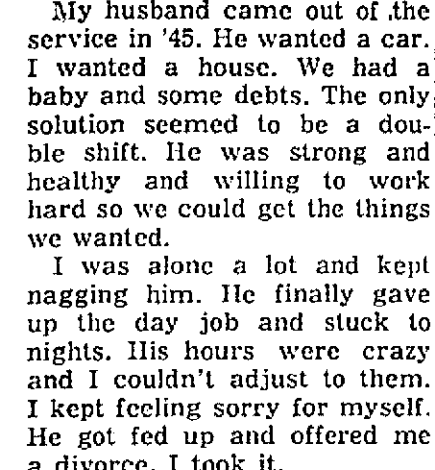 My husband came out of the
service in '45. He wanted a car.
I wanted a house. We had a
baby and some debts. The only
solution seemed to be a dou-
ble shift. He was strong and
healthy and willing to work
hard so we could get the things
we wanted.
I was alone a lot and kept
nagging him. He finally gave
up the day job and stuck to
nights. His hours were crazy
and I couldn't adjust to them.
I kept feeling sorry for myself.
He got fed up and offered me
a divorce. I took it.